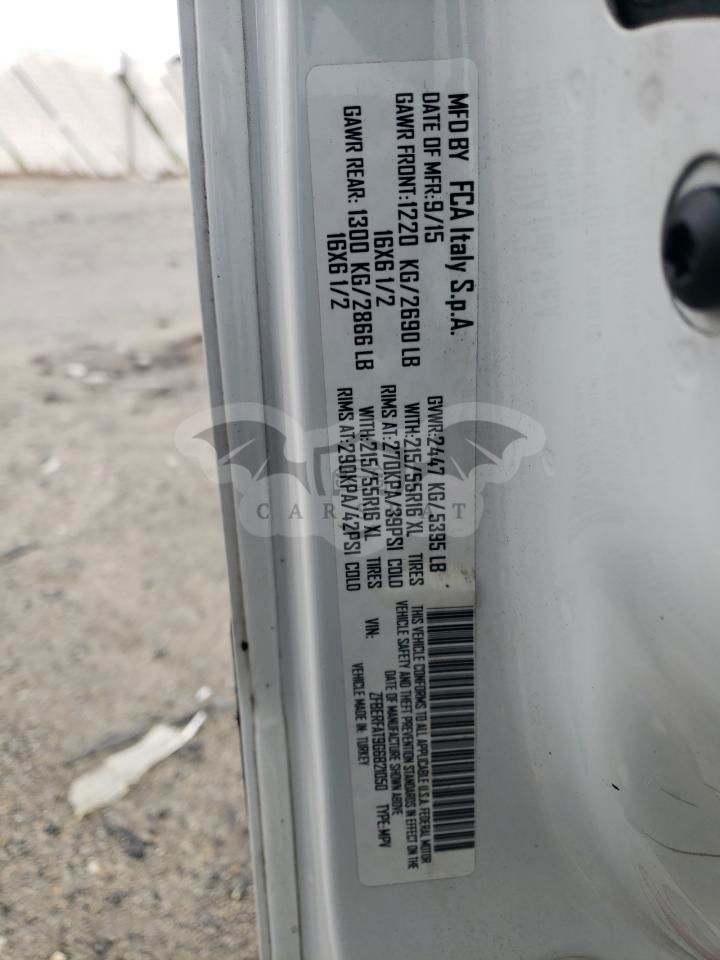 MFD BY FCA Italy S.p.A.
DATE OF MFR: 9/15 GVWR: 2447 KG/5395 LB
GAWR FRONT: 1220 KG/2690 LB WITH: 215/55R16 XL TIRES
16X6 1/2 RIMS AT: 270KPA/39PSI COLD
GAWR REAR: 1300 KG/2866 LB WITH: 215/55R16 XL TIRES
16X6 1/2 RIMS AT: 290KPA/42PSI COLD
THIS VEHICLE CONFORMS TO ALL APPLICABLE U.S.A. FEDERAL MOTOR
VEHICLE SAFETY AND THEFT PREVENTION STANDARDS IN EFFECT ON THE
DATE OF MANUFACTURE SHOWN ABOVE
VIN: ZFBERFAT9G6B21050 TYPE: MPV
VEHICLE MADE IN: TURKEY